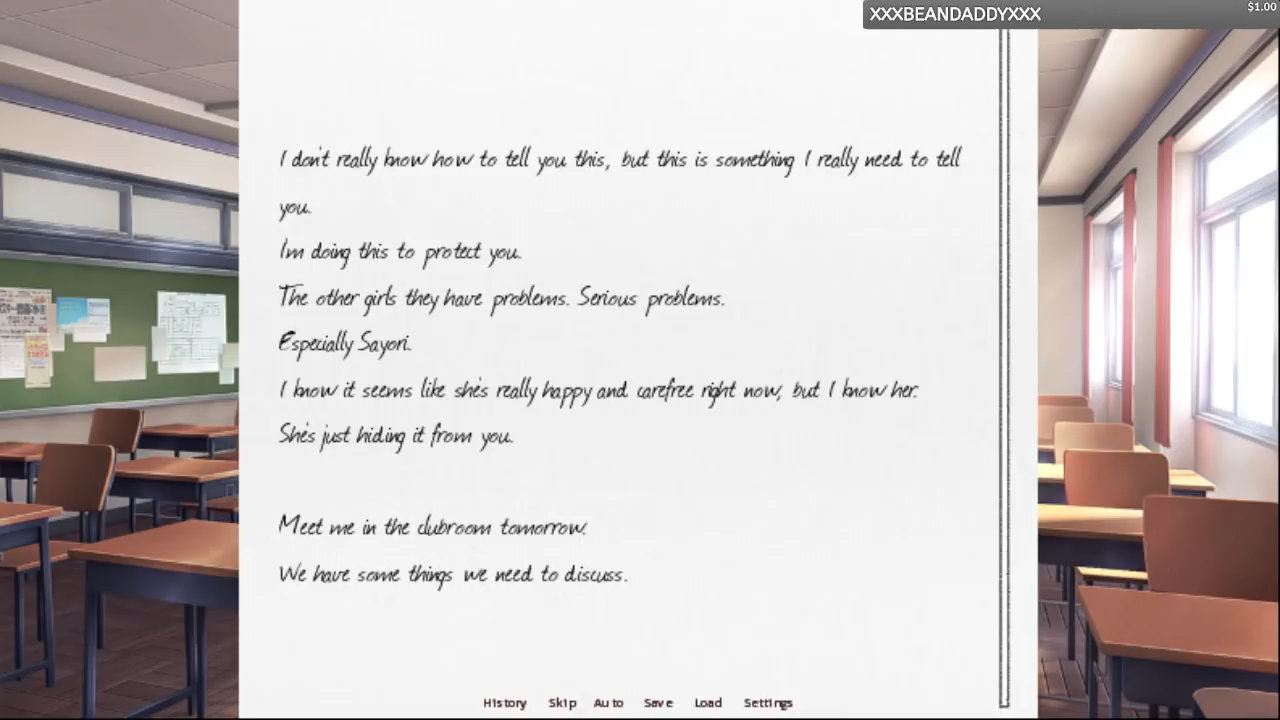 XXXBEANDADDYXXX
$1.00
I don't really know how to tell you this, but this is something I really need to tell
you.
Im doing this to protect you.
The other girls they have problems. Serious problems.
Especially Sayori.
I know it seems like she's really happy and carefree right now, but I know her.
She's just hiding it from you.
Meet me in the clubroom tomorrow.
We have some things we need to discuss.
History Skip Auto Save Load Settings